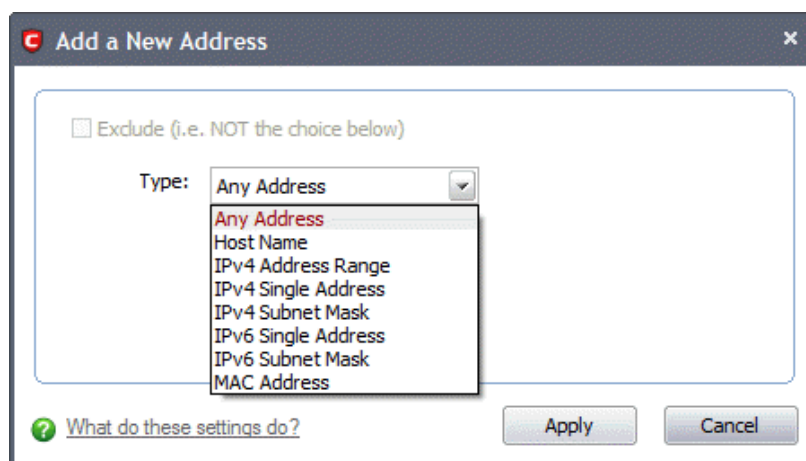 Add a New Address
Exclude (i.e. NOT the choice below)
Type: Any Address
Any Address
Host Name
IPv4 Address Range
IPv4 Single Address
IPv4 Subnet Mask
IPv6 Single Address
IPv6 Subnet Mask
MAC Address
What do these settings do? Apply Cancel